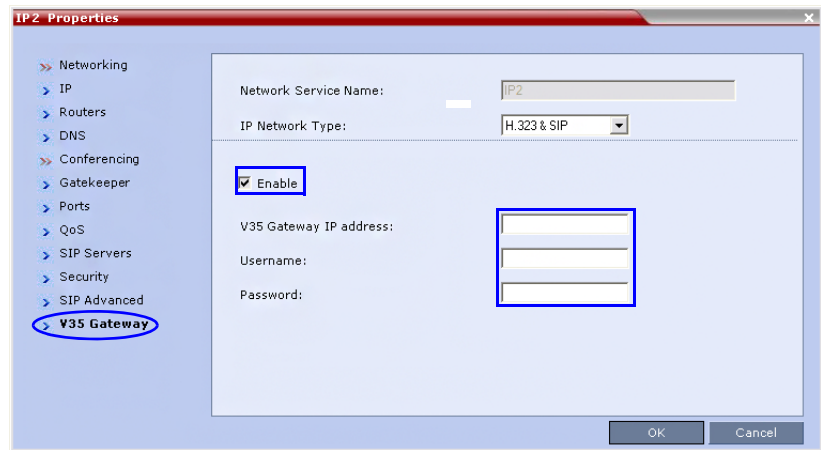 IP2 Properties
Networking
IP
Routers
DNS
Conferencing
Gatekeeper
Ports
QoS
SIP Servers
Security
SIP Advanced
V35 Gateway
Network Service Name: IP2
IP Network Type: H.323 & SIP
Enable
V35 Gateway IP address:
Username:
Password:
OK Cancel